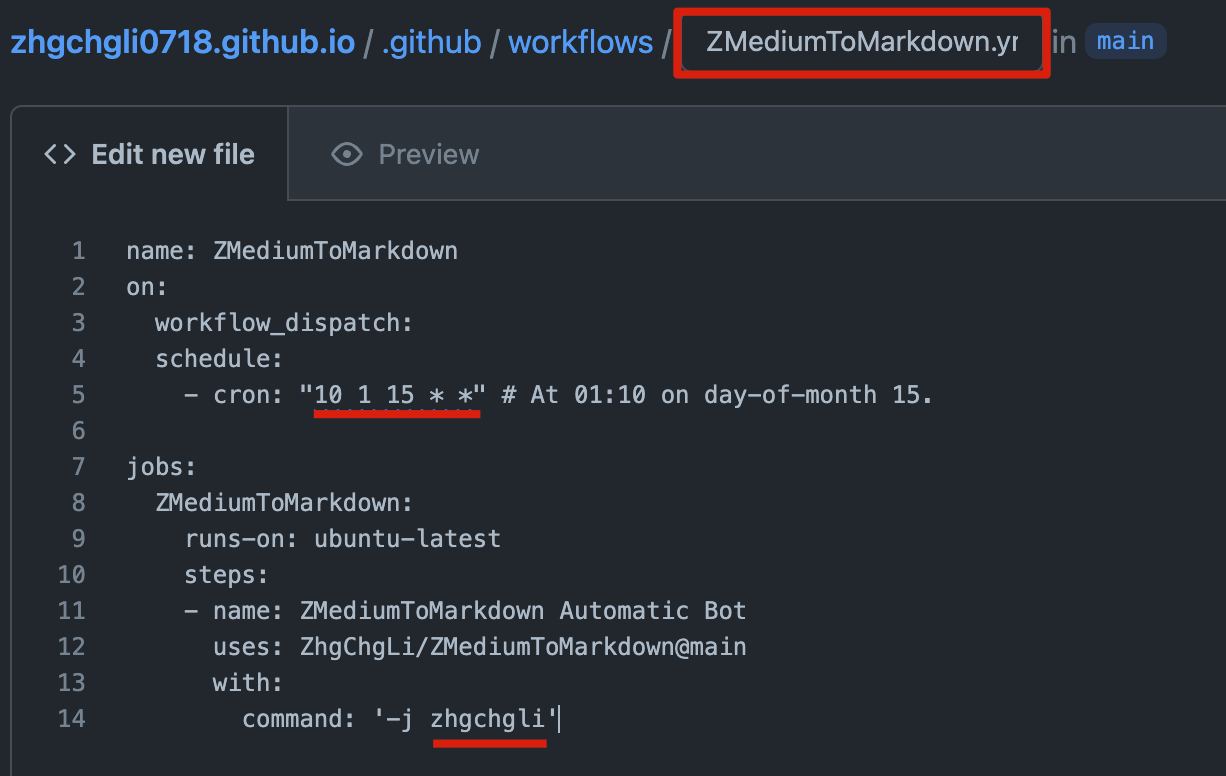 zhgchgli0718.github.io / .github / workflows / ZMediumToMarkdown.yr in main
<> Edit new file Preview
1 name: ZMediumToMarkdown
2 on:
3   workflow_dispatch:
4   schedule:
5     - cron: "10 1 15 * *" # At 01:10 on day-of-month 15.
6
7 jobs:
8   ZMediumToMarkdown:
9     runs-on: ubuntu-latest
10     steps:
11     - name: ZMediumToMarkdown Automatic Bot
12       uses: ZhgChgLi/ZMediumToMarkdown@main
13       with:
14         command: '-j zhgchgli'